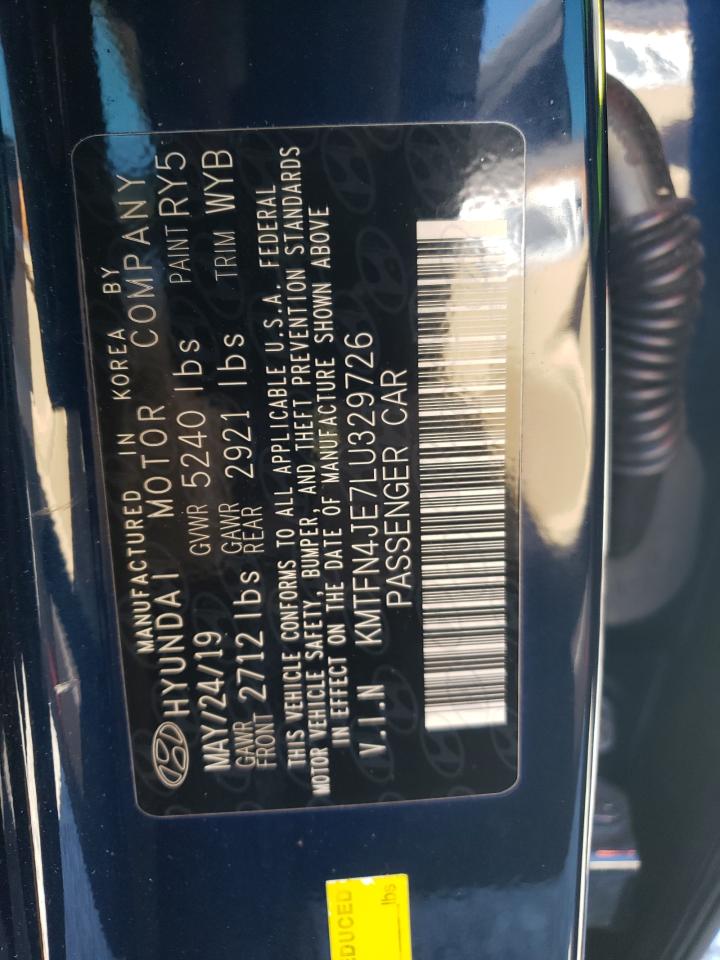 MANUFACTURED IN KOREA BY
HYUNDAI MOTOR COMPANY
MAY/24/19 GVWR 5240 lbs PAINT RY5
GAWR FRONT 2712 lbs GAWR REAR 2921 lbs TRIM WYB
THIS VEHICLE CONFORMS TO ALL APPLICABLE U.S.A. FEDERAL
MOTOR VEHICLE SAFETY, BUMPER, AND THEFT PREVENTION STANDARDS
IN EFFECT ON THE DATE OF MANUFACTURE SHOWN ABOVE
V.I.N KMTFN4JE7LU329726
PASSENGER CAR
lbs